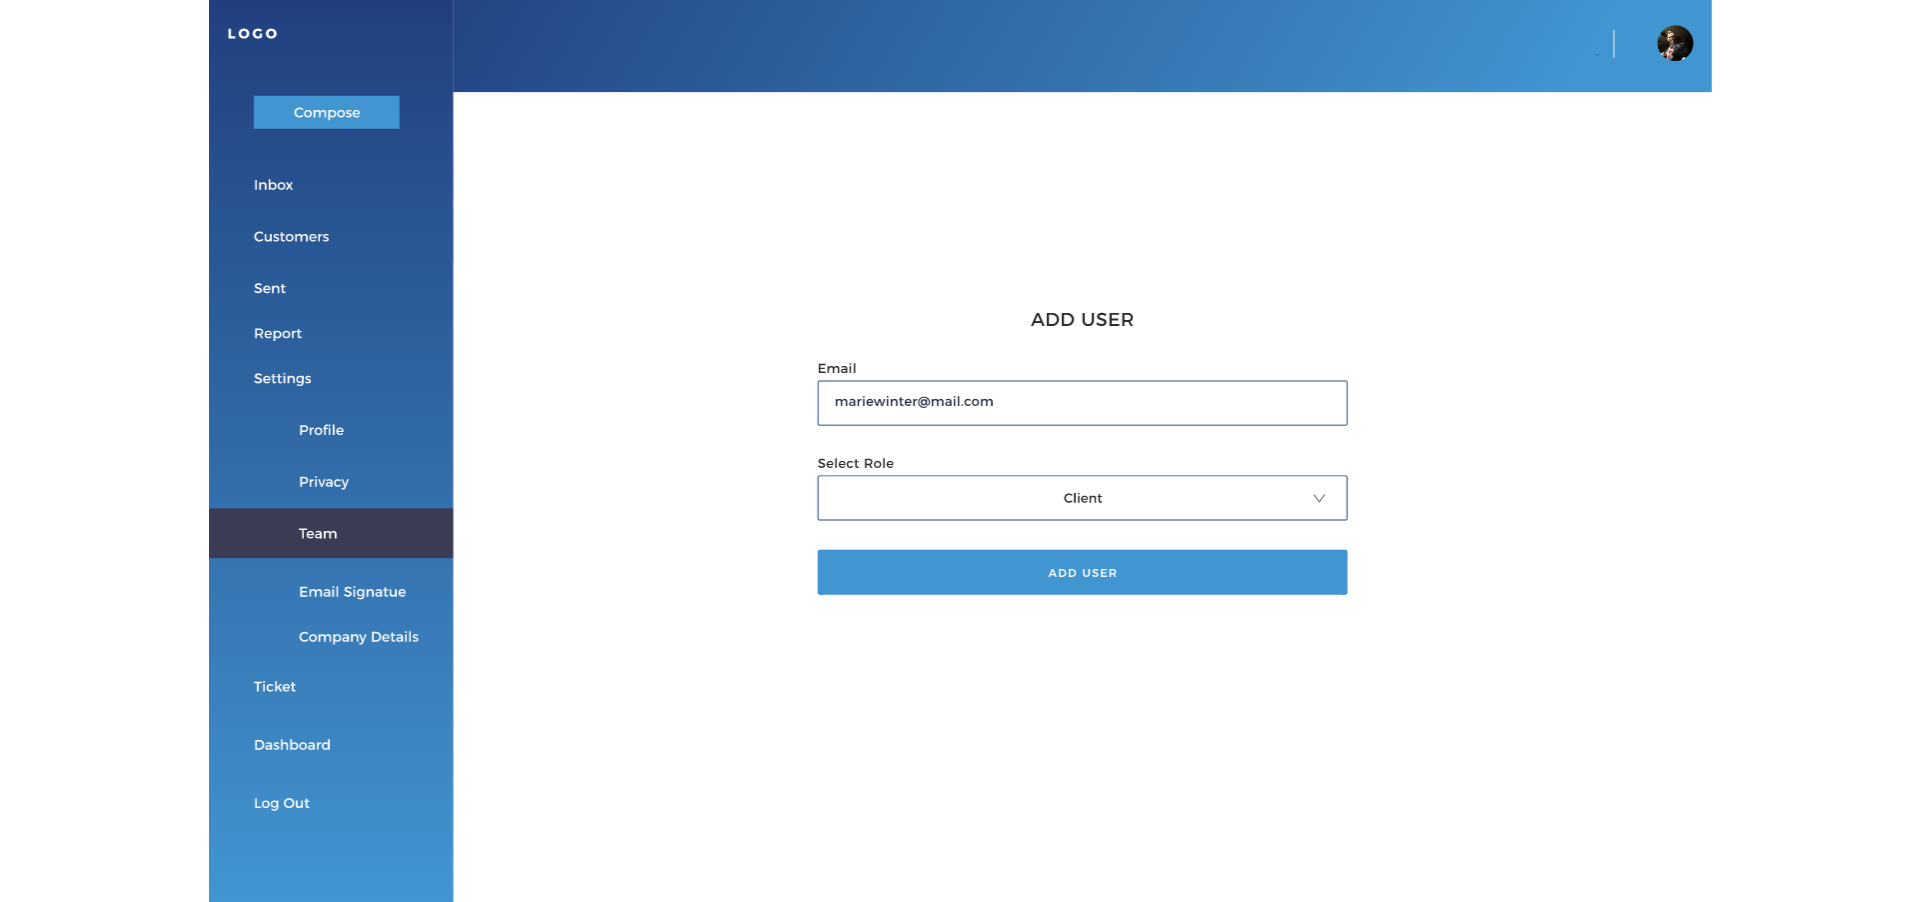 LOGO
Compose
Inbox
Customers
Sent
Report
Settings
Profile
Privacy
Team
Email Signatue
Company Details
Ticket
Dashboard
Log Out
ADD USER
Email
mariewinter@mail.com
Select Role
Client
ADD USER